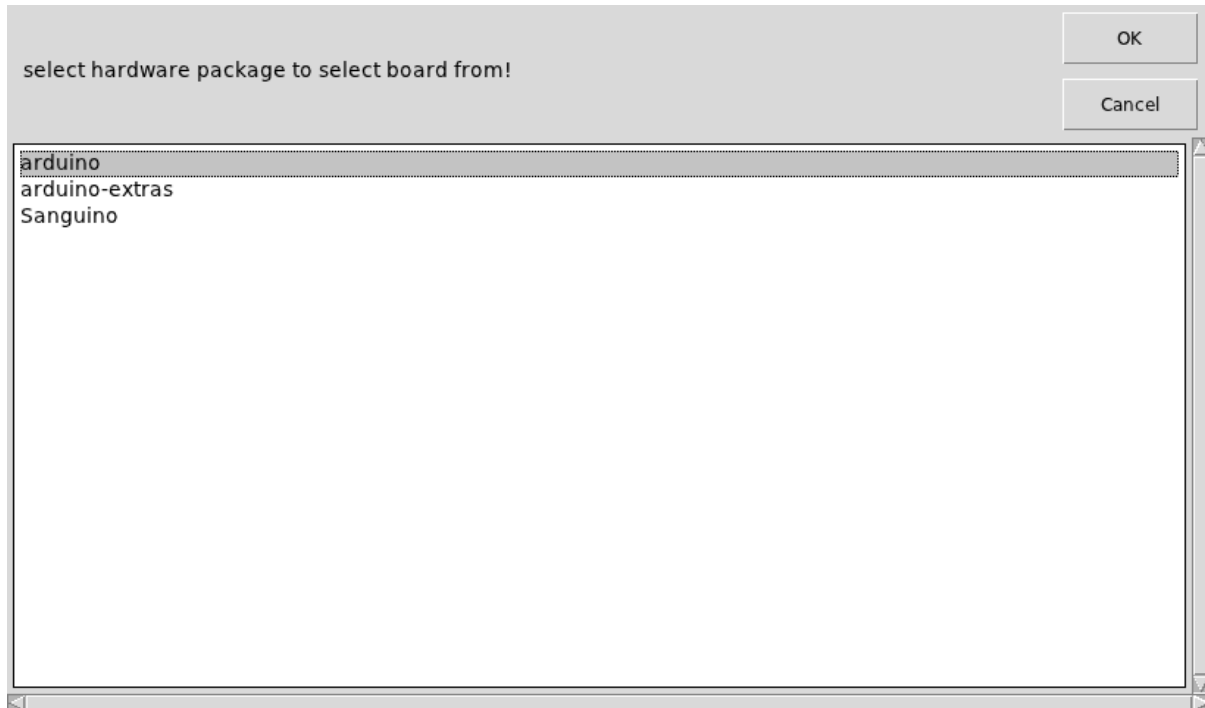 OK
select hardware package to select board from!
Cancel
arduino
arduino-extras
Sanguino